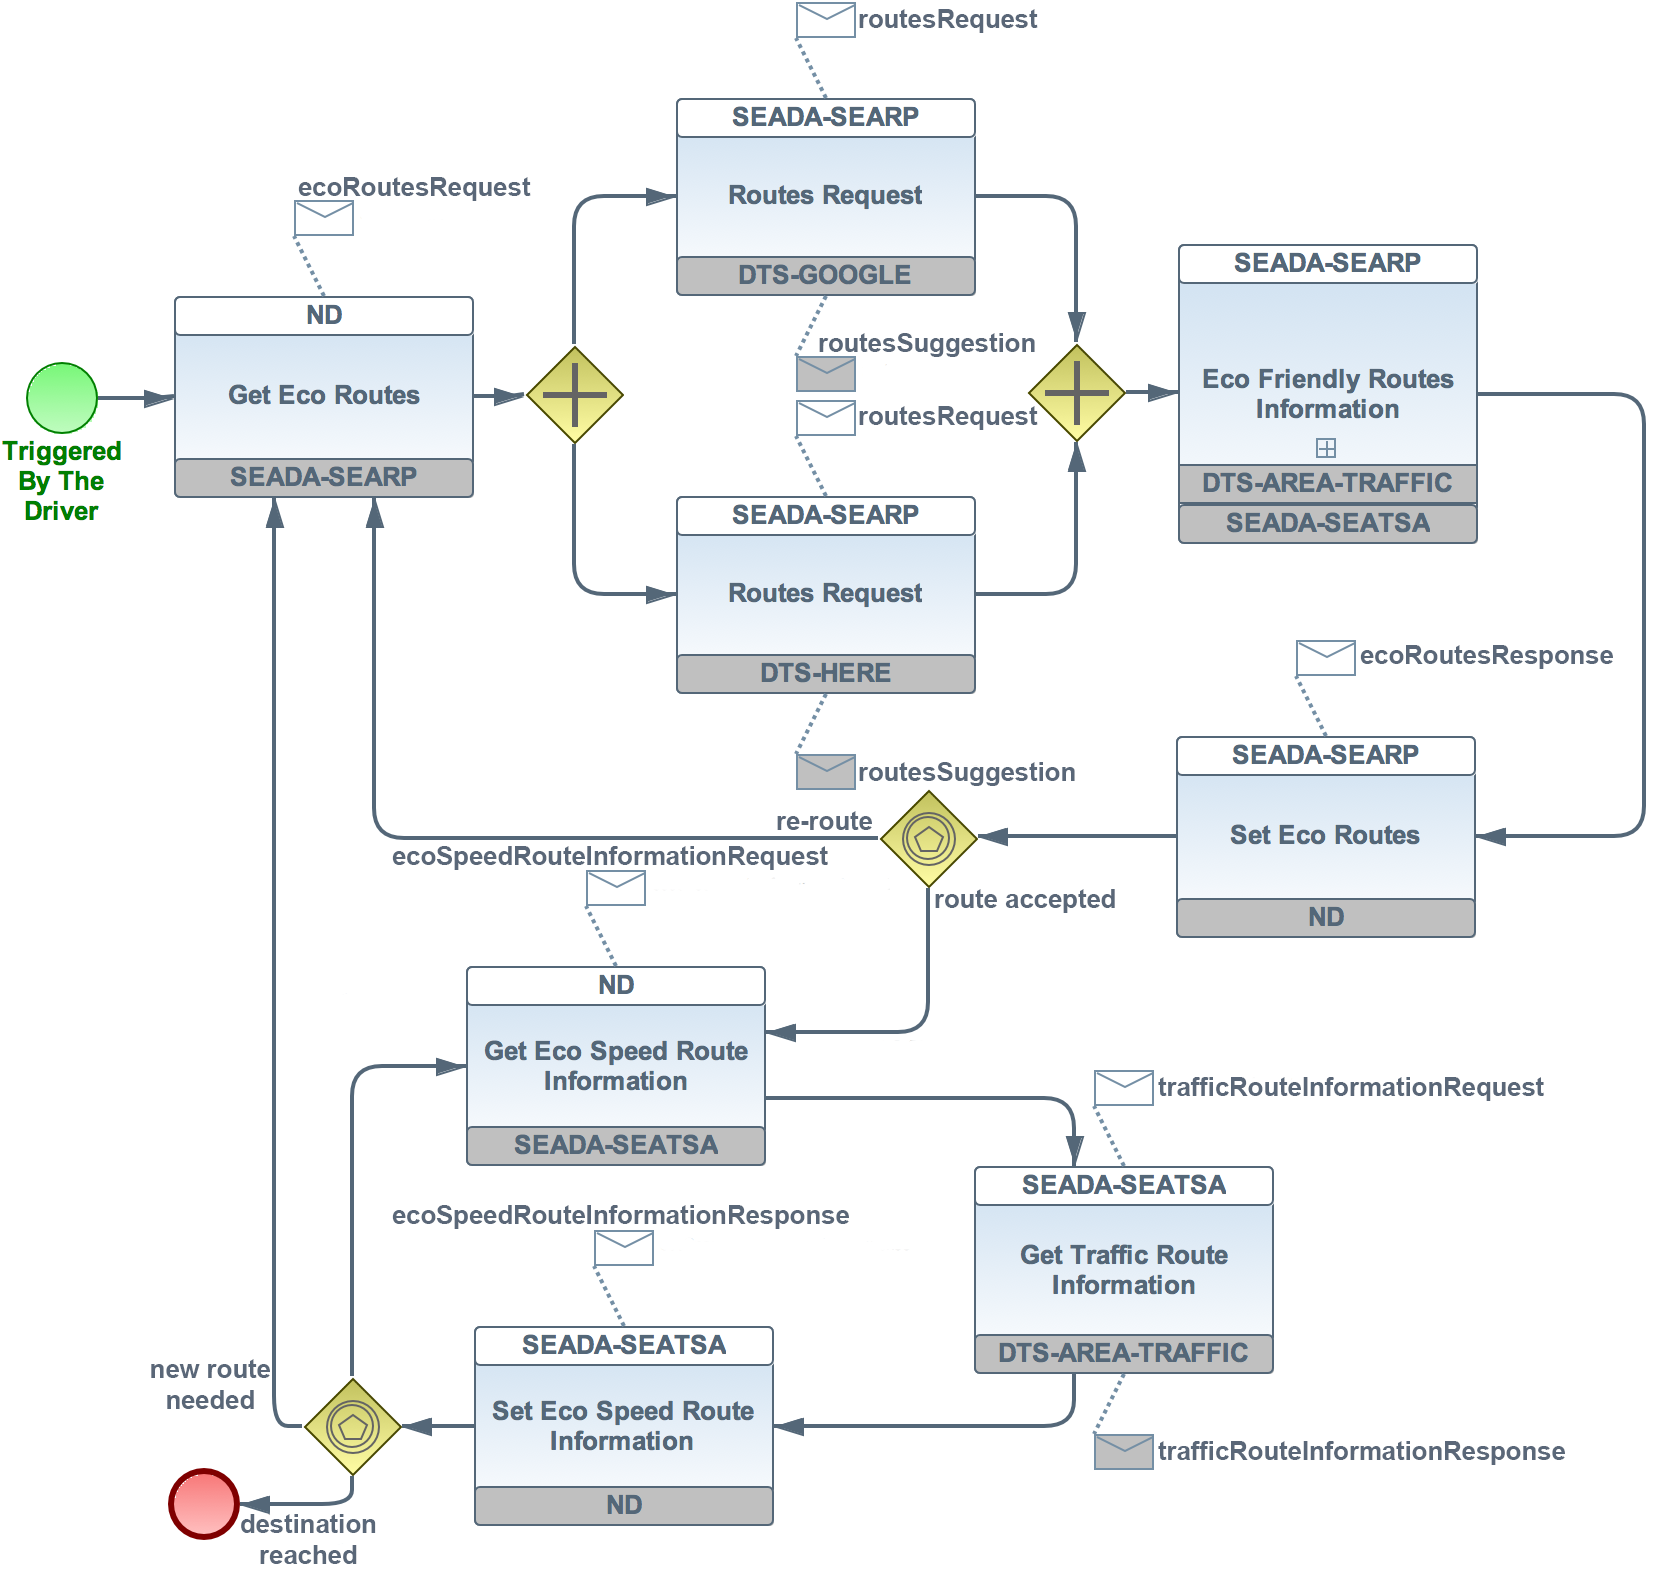 routesRequest
SEADA-SEARP
Routes Request
DTS-GOOGLE
ecoRoutesRequest
ND
Get Eco Routes
SEADA-SEARP
Triggered
By The
Driver
routesSuggestion
routesRequest
SEADA-SEARP
Routes Request
DTS-HERE
routesSuggestion
SEADA-SEARP
Eco Friendly Routes
Information
DTS-AREA-TRAFFIC
SEADA-SEATSA
ecoRoutesResponse
SEADA-SEARP
Set Eco Routes
ND
re-route
route accepted
ecoSpeedRouteInformationRequest
ND
Get Eco Speed Route
Information
SEADA-SEATSA
trafficRouteInformationRequest
SEADA-SEATSA
Get Traffic Route
Information
DTS-AREA-TRAFFIC
trafficRouteInformationResponse
ecoSpeedRouteInformationResponse
SEADA-SEATSA
Set Eco Speed Route
Information
ND
new route
needed
destination
reached